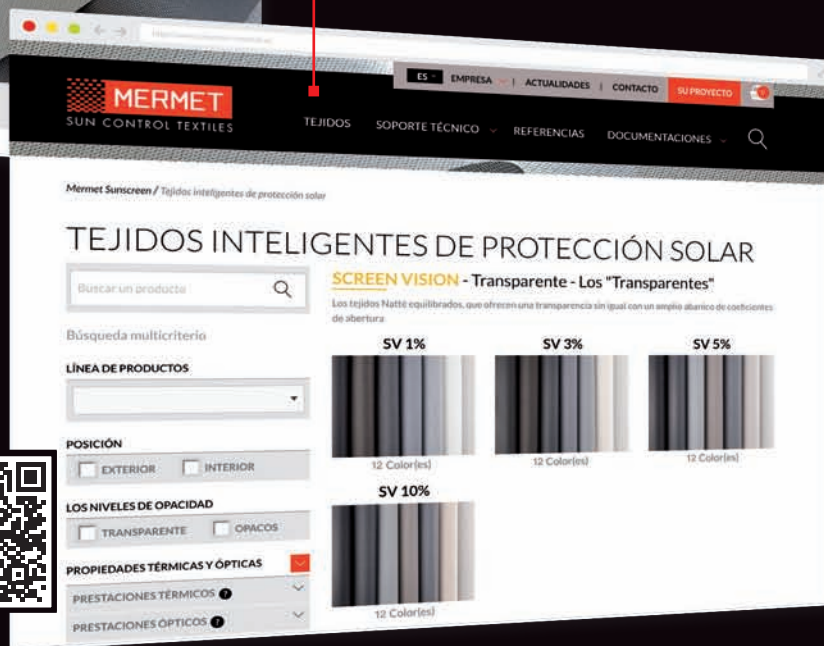 ES
EMPRESA | ACTUALIDADES | CONTACTO
SU PROYECTO
0
MERMET
SUN CONTROL TEXTILES
TEJIDOS
SOPORTE TÉCNICO
REFERENCIAS
DOCUMENTACIONES
Mermet Sunscreen / Tejidos inteligentes de protección solar
TEJIDOS INTELIGENTES DE PROTECCIÓN SOLAR
Buscar un producto
Búsqueda multicriterio
LÍNEA DE PRODUCTOS
POSICIÓN
EXTERIOR
INTERIOR
LOS NIVELES DE OPACIDAD
TRANSPARENTE
OPACOS
PROPIEDADES TÉRMICAS Y ÓPTICAS
PRESTACIONES TÉRMICOS ?
PRESTACIONES ÓPTICOS ?
SCREEN VISION - Transparente - Los "Transparentes"
Los tejidos Natté equilibrados, que ofrecen una transparencia sin igual con un amplio abanico de coeficientes
de abertura
SV 1%
12 Color(es)
SV 3%
12 Color(es)
SV 5%
12 Color(es)
SV 10%
12 Color(es)